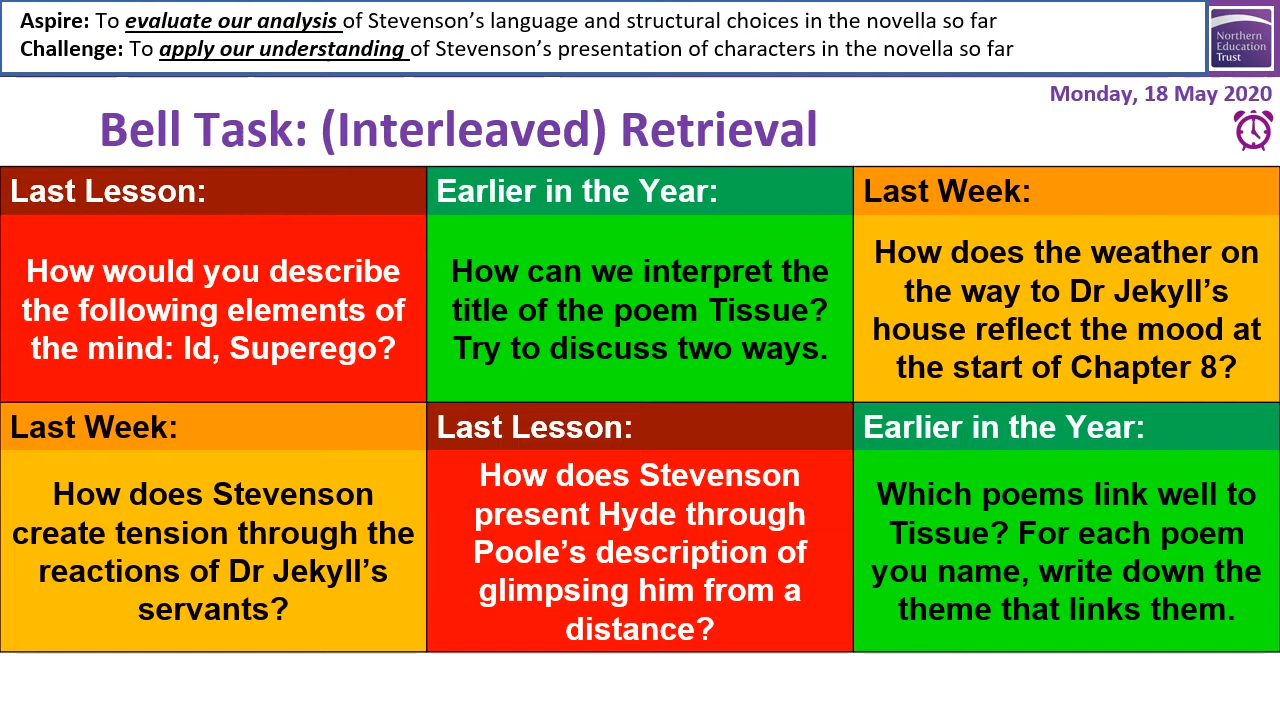 Aspire: To evaluate our analysis of Stevenson’s language and structural choices in the novella so far
Challenge: To apply our understanding of Stevenson’s presentation of characters in the novella so far
Northern
Education
Trust
Monday, 18 May 2020
Bell Task: (Interleaved) Retrieval
Last Lesson:
How would you describe
the following elements of
the mind: Id, Superego?
Earlier in the Year:
How can we interpret the
title of the poem Tissue?
Try to discuss two ways.
Last Week:
How does the weather on
the way to Dr Jekyll’s
house reflect the mood at
the start of Chapter 8?
Last Week:
How does Stevenson
create tension through the
reactions of Dr Jekyll’s
servants?
Last Lesson:
How does Stevenson
present Hyde through
Poole’s description of
glimpsing him from a
distance?
Earlier in the Year:
Which poems link well to
Tissue? For each poem
you name, write down the
theme that links them.